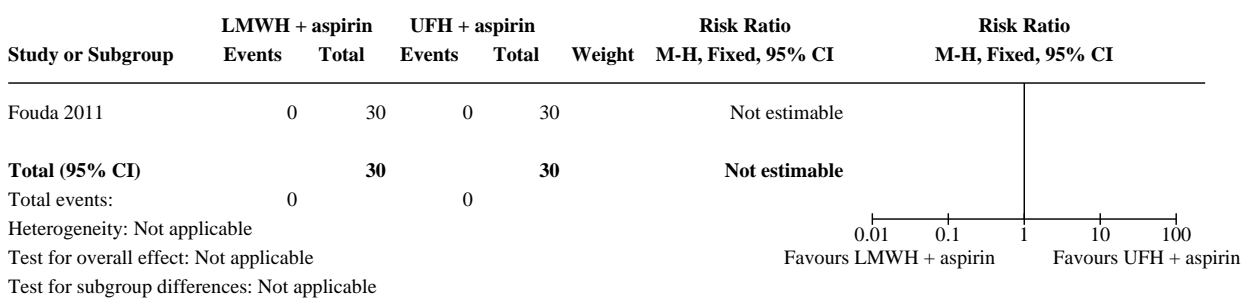 LMWH + aspirin UFH + aspirin Risk Ratio Risk Ratio
Study or Subgroup Events Total Events Total Weight M-H, Fixed, 95% CI M-H, Fixed, 95% CI
Fouda 2011 0 30 0 30 Not estimable
Total (95% CI) 30 30 Not estimable
Total events: 0 0
Heterogeneity: Not applicable
0.01 0.1 1 10 100
Test for overall effect: Not applicable Favours LMWH + aspirin Favours UFH + aspirin
Test for subgroup differences: Not applicable